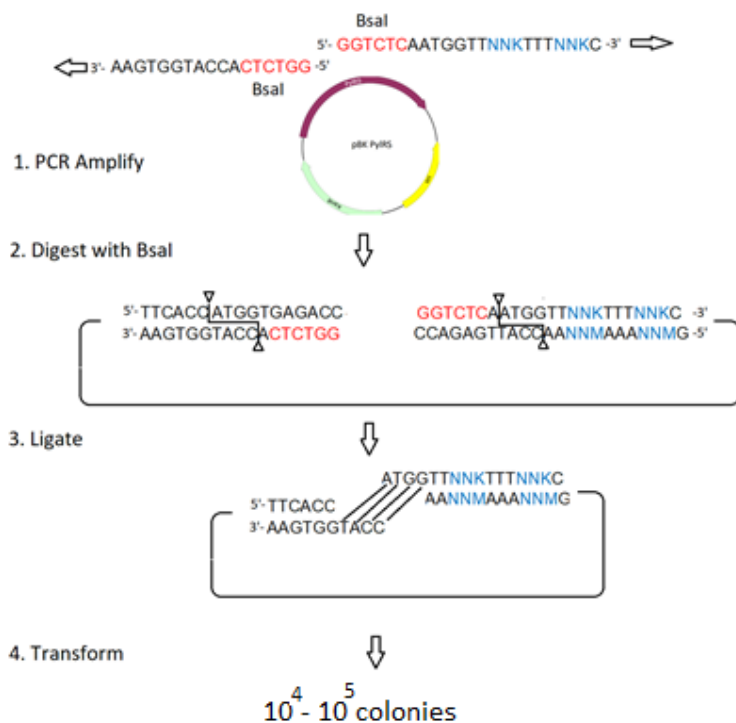 BsaI
5'- GGTCTCAATGGTTNNKTTTNNKC -3'
3'- AAGTGGTACCACTCTGG -5'
BsaI
pBK PylRS
1. PCR Amplify
2. Digest with BsaI
5'- TTCACCATGGTGAGACC
3'- AAGTGGTACCACTCTGG
GGTCTCAATGGTTNNKTTTNNKC -3'
CCAGAGTTACCAANNMAAANNMG -5'
3. Ligate
ATGGTTNNKTTTNNKC
AANNMAAANNMG
5'- TTCACC
3'- AAGTGGTACC
4. Transform
10^4 - 10^5 colonies